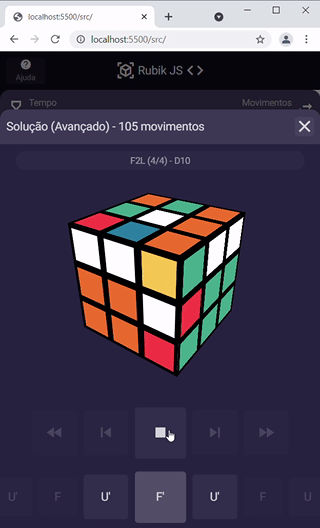 localhost:5500/src/
localhost:5500/src/
Ajuda
Rubik JS
Tempo
Movimentos
Solução (Avançado) - 105 movimentos
F2L (4/4) - D10
U' F U' F' U' F U